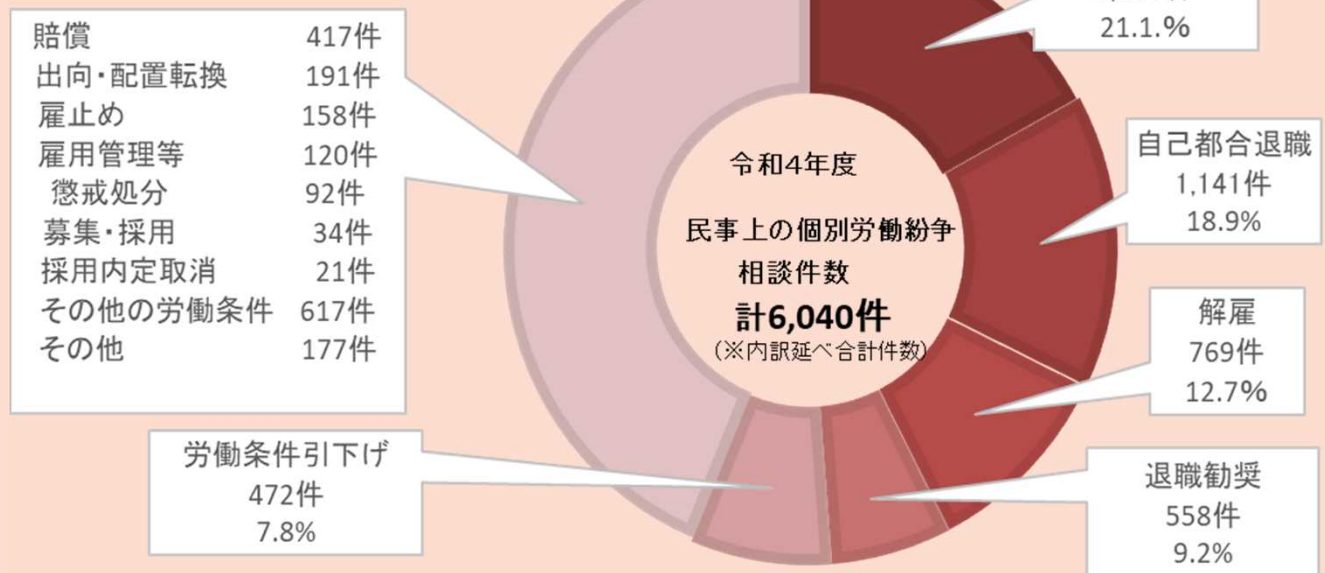 21.1.%
賠償 417件
出向・配置転換 191件
雇止め 158件
雇用管理等 120件
懲戒処分 92件
募集・採用 34件
採用内定取消 21件
その他の労働条件 617件
その他 177件
令和4年度
民事上の個別労働紛争
相談件数
計6,040件
(※内訳延べ合計件数)
自己都合退職
1,141件
18.9%
解雇
769件
12.7%
退職勧奨
558件
9.2%
労働条件引下げ
472件
7.8%